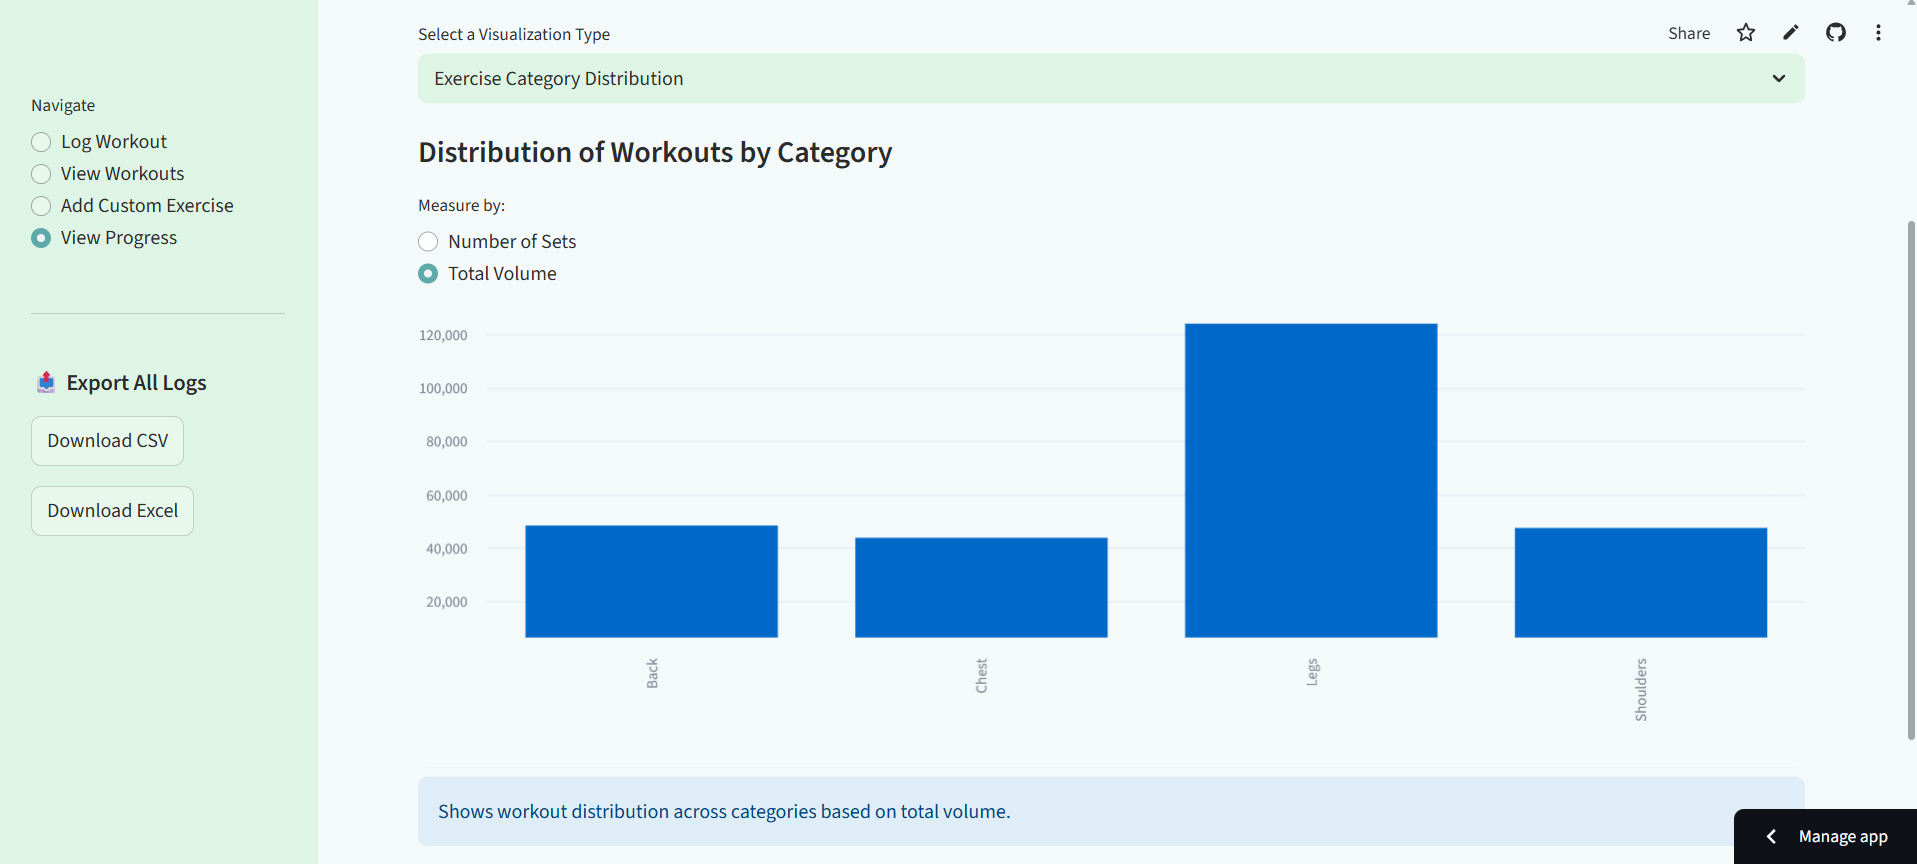 Navigate
Log Workout
View Workouts
Add Custom Exercise
View Progress
Export All Logs
Download CSV
Download Excel
Share
Select a Visualization Type
Exercise Category Distribution
Distribution of Workouts by Category
Measure by:
Number of Sets
Total Volume
120,000
100,000
80,000
60,000
40,000
20,000
Back
Chest
Legs
Shoulders
Shows workout distribution across categories based on total volume.
Manage app